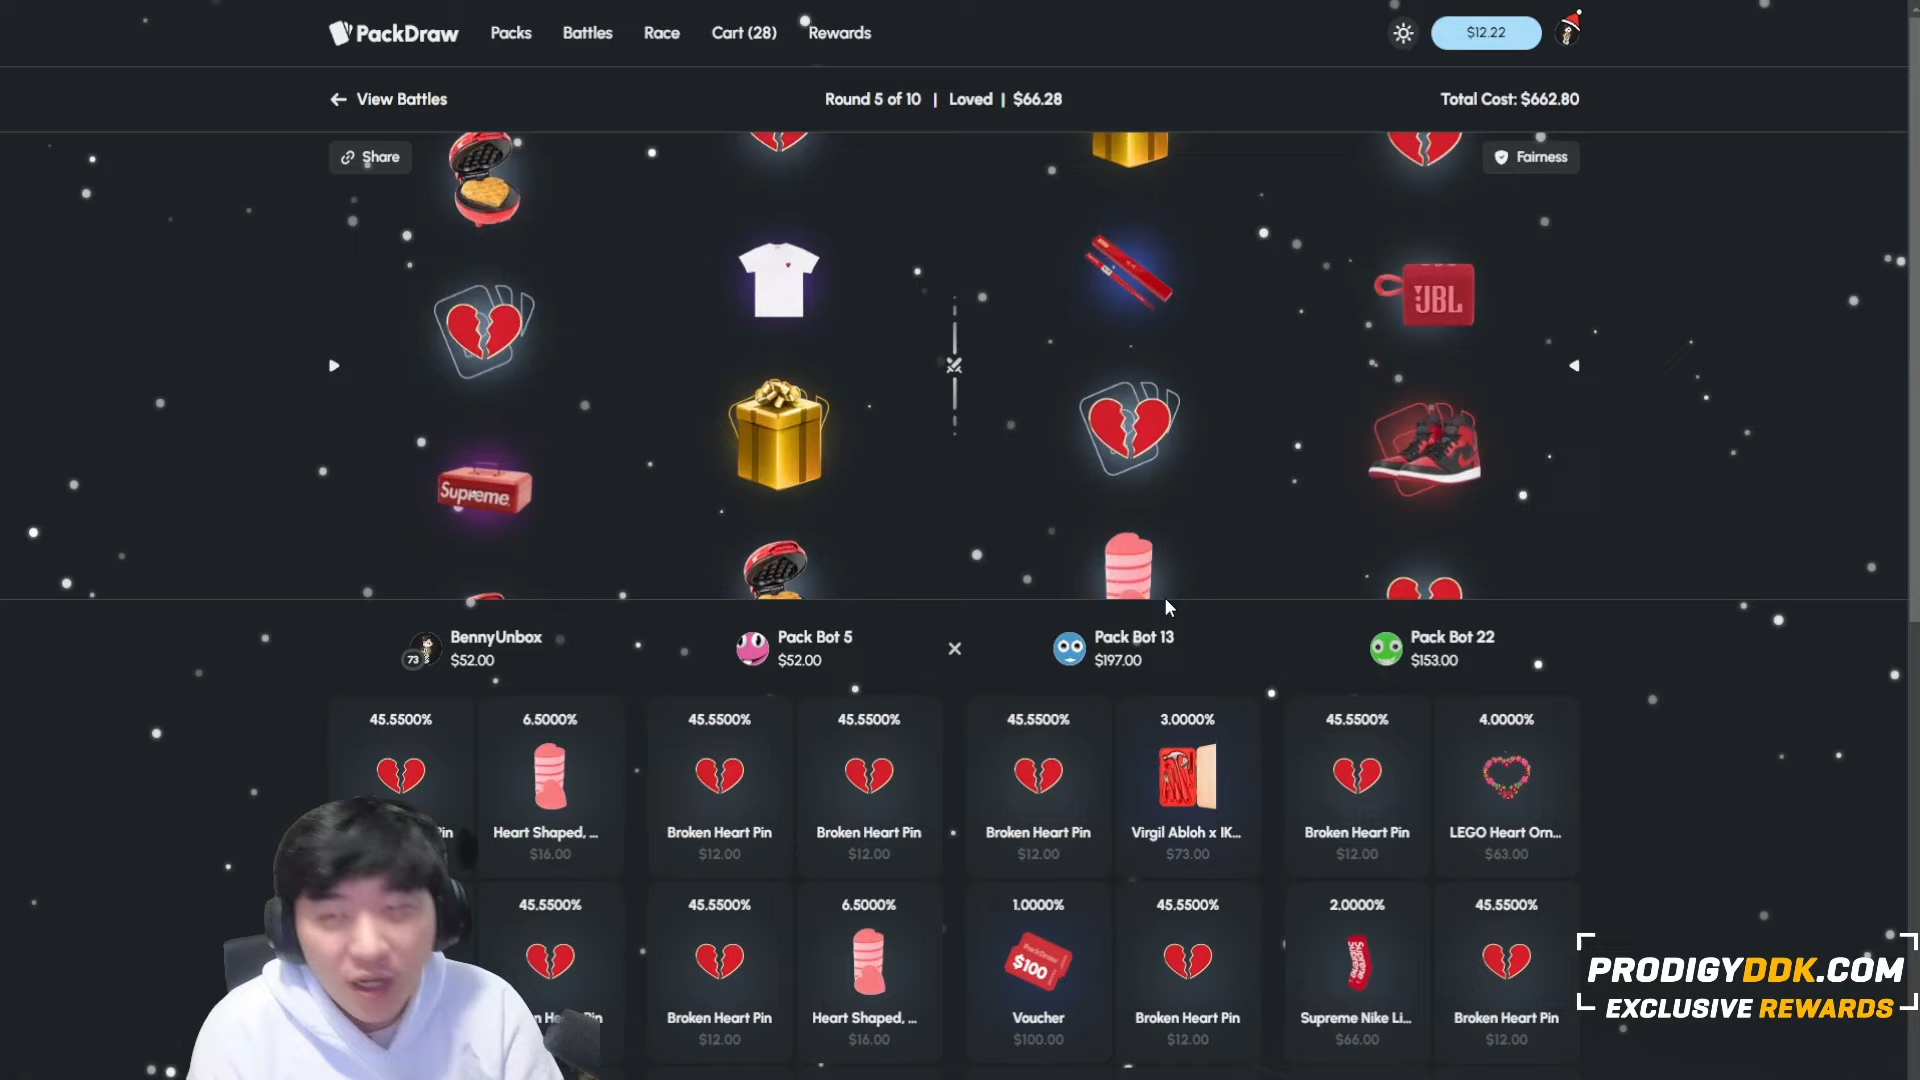 PackDraw Packs Battles Race Cart (28) Rewards $12.22
View Battles Round 5 of 10 | Loved | $66.28 Total Cost: $662.80
Share Fairness
JBL
Supreme
BennyUnbox Pack Bot 5 Pack Bot 13 Pack Bot 22
73 $52.00 $52.00 $197.00 $153.00
45.5500% 6.5000% 45.5500% 45.5500% 45.5500% 3.0000% 45.5500% 4.0000%
Heart Shaped, ... Broken Heart Pin Broken Heart Pin Broken Heart Pin Virgil Abloh x IK... Broken Heart Pin LEGO Heart Orn...
$16.00 $12.00 $12.00 $12.00 $73.00 $12.00 $63.00
45.5500% 45.5500% 6.5000% 1.0000% 45.5500% 2.0000% 45.5500%
PackDraw
$100
Supreme
PRODIGYDDK.COM
EXCLUSIVE REWARDS
Broken Heart Pin Heart Shaped, ... Voucher Broken Heart Pin Supreme Nike Li... Broken Heart Pin
$12.00 $16.00 $100.00 $12.00 $66.00 $12.00